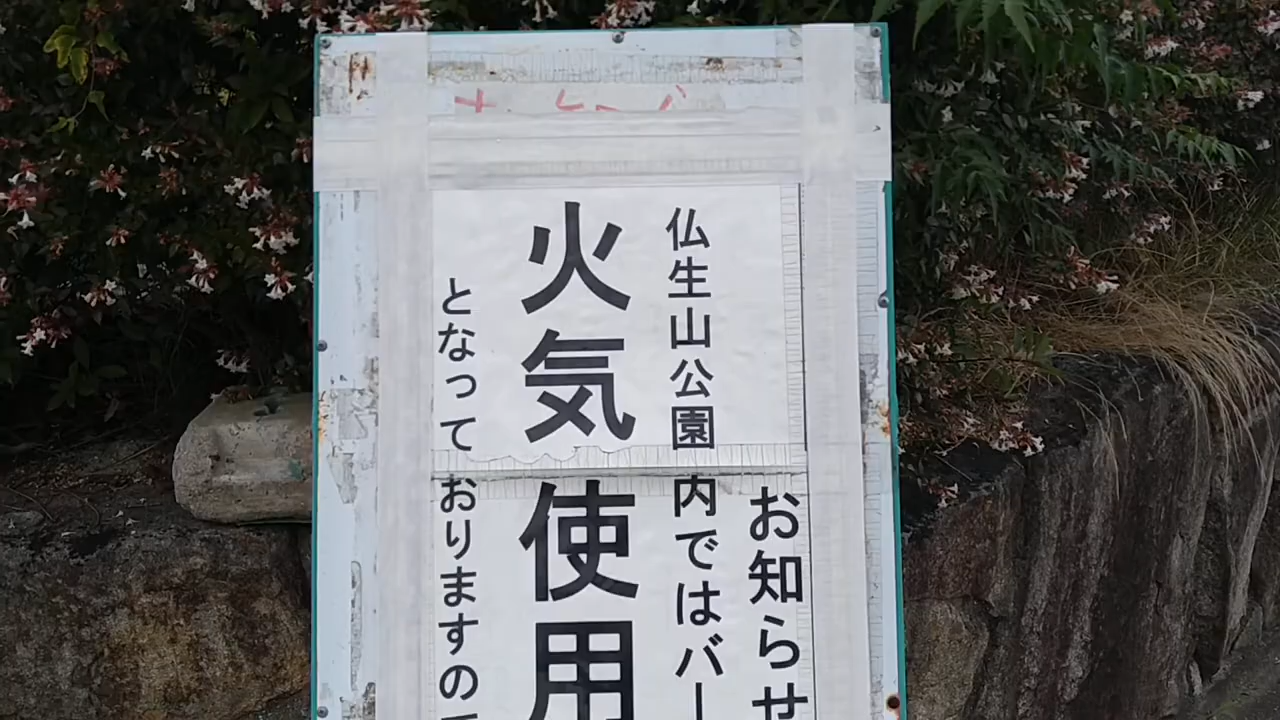 お知らせ
仏生山公園内ではバー
火気使用
となっておりますの